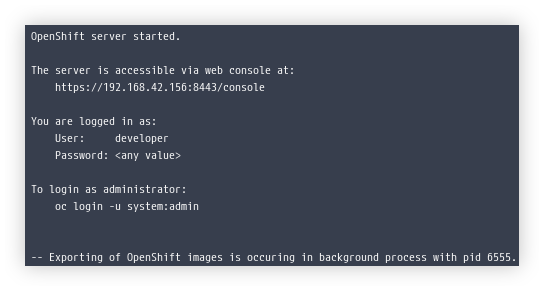 OpenShift server started.
The server is accessible via web console at:
https://192.168.42.156:8443/console
You are logged in as:
User:     developer
Password: <any value>
To login as administrator:
oc login -u system:admin
-- Exporting of OpenShift images is occuring in background process with pid 6555.